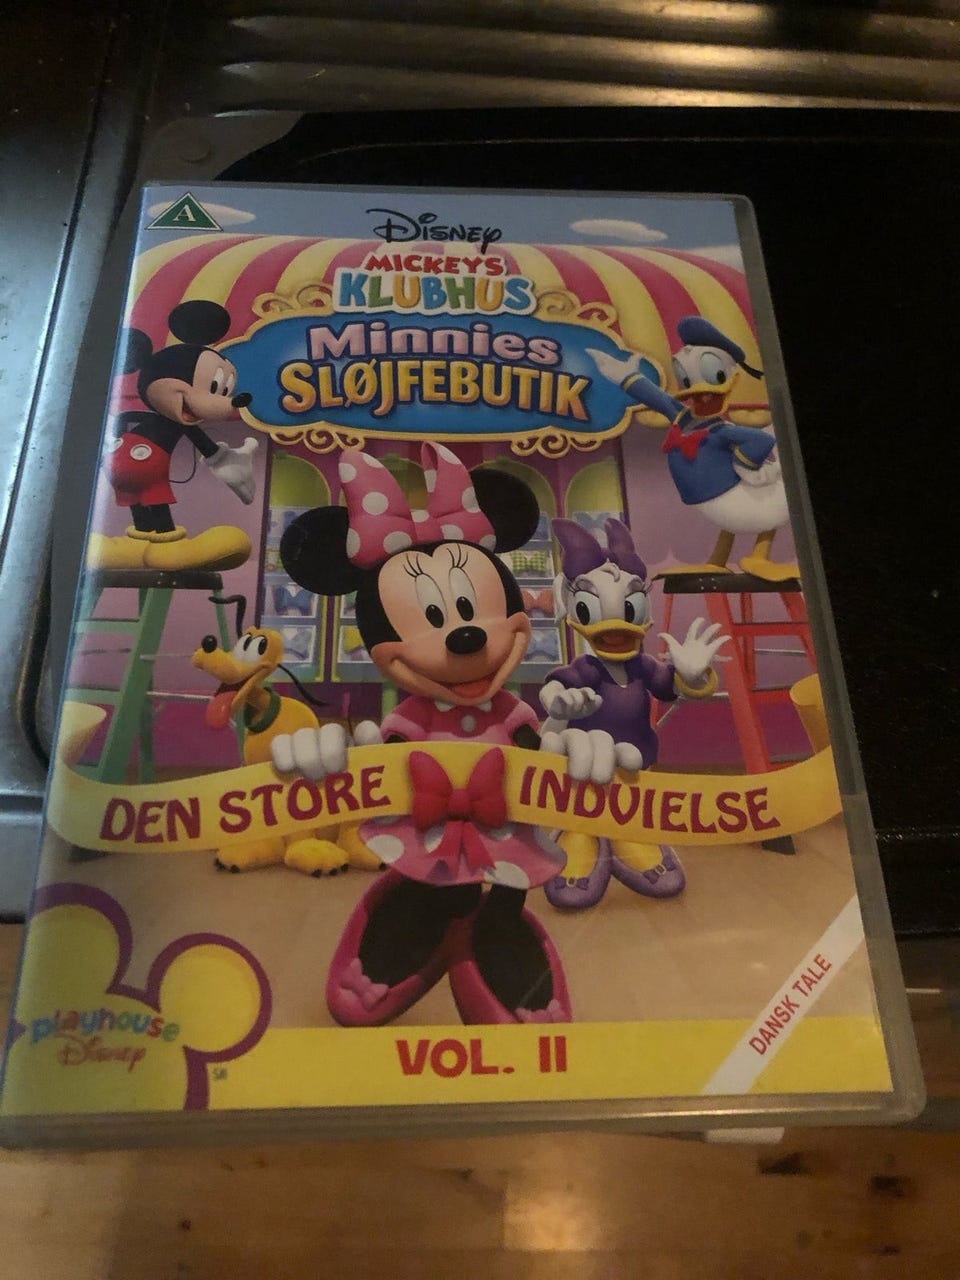 A
Disney
MICKEYS
KLUBHUS
Minnies
SLØJFEBUTIK
DEN STORE INDVIELSE
playhouse
Disney
VOL. II
DANSK TALE